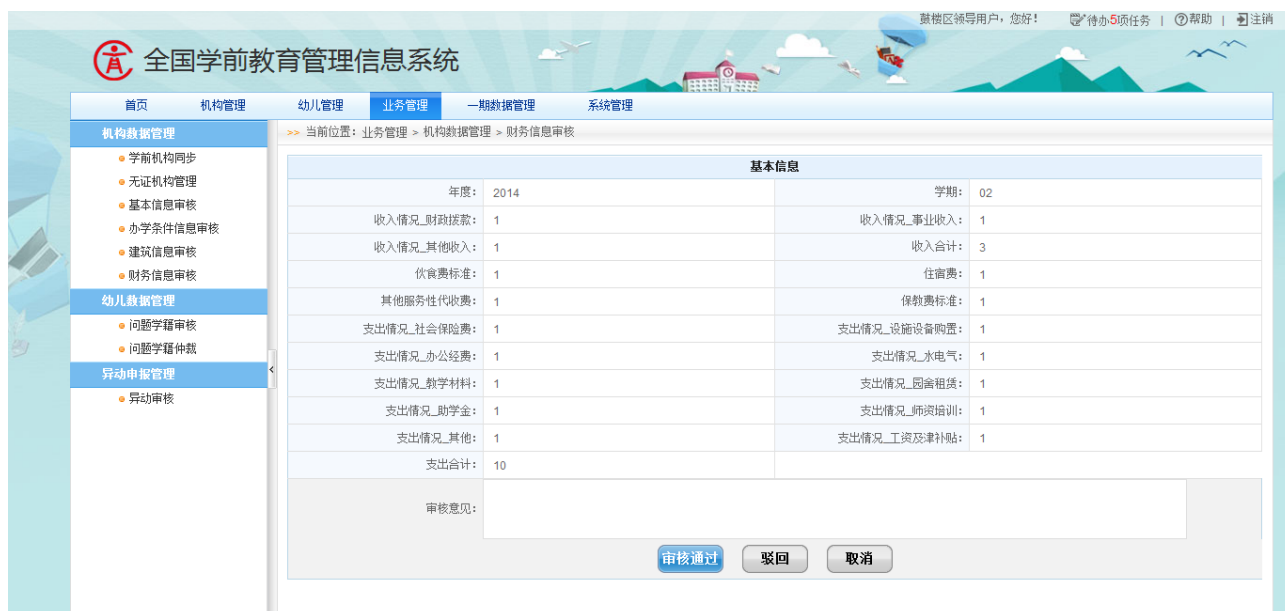 鼓楼区领导用户，您好！ 待办5项任务 | 帮助 | 注销
全国学前教育管理信息系统
首页 机构管理 幼儿管理 业务管理 一期数据管理 系统管理
机构数据管理
学前机构同步
无证机构管理
基本信息审核
办学条件信息审核
建筑信息审核
财务信息审核
幼儿数据管理
问题学籍审核
问题学籍仲裁
异动申报管理
异动审核
>> 当前位置：业务管理 > 机构数据管理 > 财务信息审核
基本信息
年度： 2014 学期： 02
收入情况_财政拨款： 1 收入情况_事业收入： 1
收入情况_其他收入： 1 收入合计： 3
伙食费标准： 1 住宿费： 1
其他服务性代收费： 1 保教费标准： 1
支出情况_社会保险费： 1 支出情况_设施设备购置： 1
支出情况_办公经费： 1 支出情况_水电气： 1
支出情况_教学材料： 1 支出情况_园舍租赁： 1
支出情况_助学金： 1 支出情况_师资培训： 1
支出情况_其他： 1 支出情况_工资及津补贴： 1
支出合计： 10
审核意见：
审核通过 驳回 取消